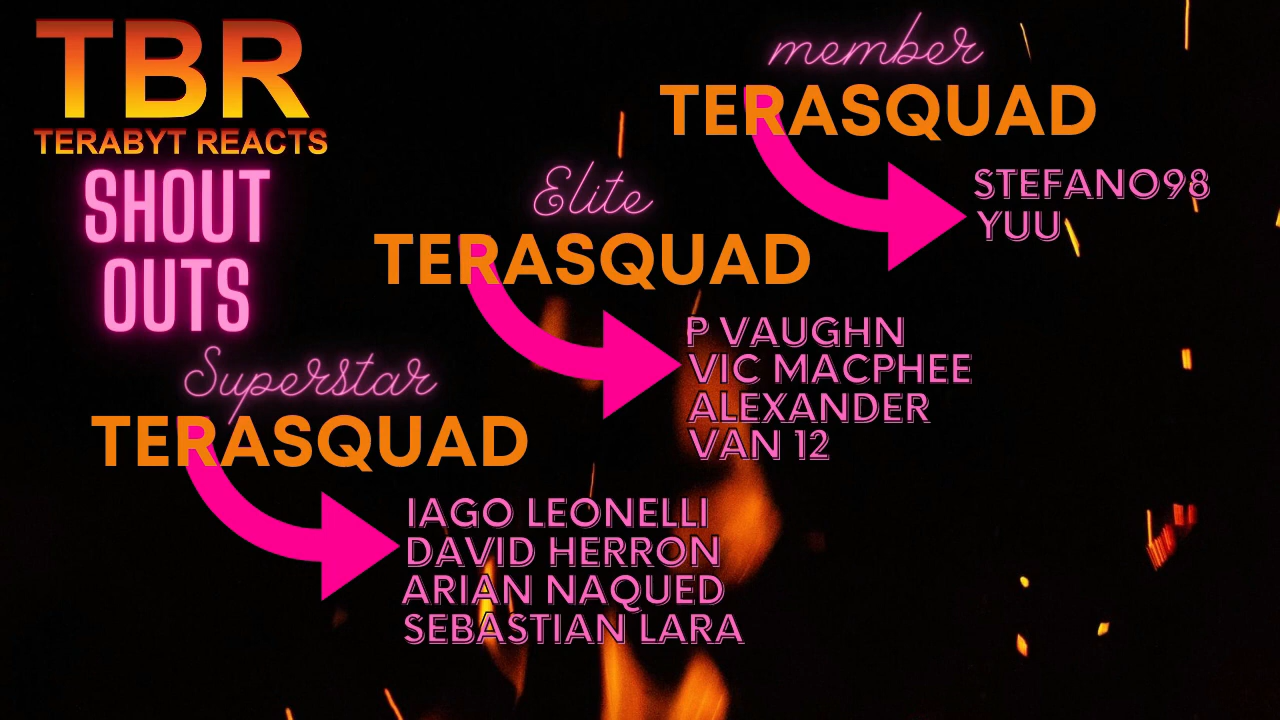 TBR
TERABYT REACTS
SHOUT
OUTS
member
TERASQUAD
STEFANO98
YUU
Elite
TERASQUAD
P VAUGHN
VIC MACPHEE
ALEXANDER
VAN 12
Superstar
TERASQUAD
IAGO LEONELLI
DAVID HERRON
ARIAN NAQUED
SEBASTIAN LARA